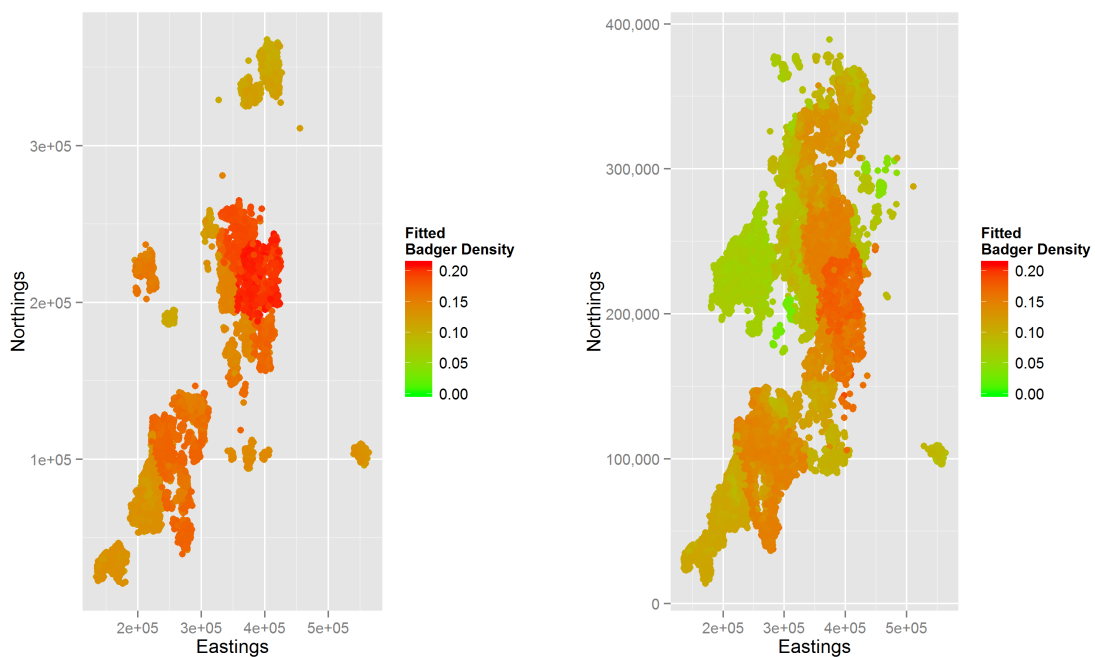 Northings
3e+05
2e+05
1e+05
2e+05 3e+05 4e+05 5e+05
Eastings
Fitted
Badger Density
0.20
0.15
0.10
0.05
0.00
Northings
400,000
300,000
200,000
100,000
0
2e+05 3e+05 4e+05 5e+05
Eastings
Fitted
Badger Density
0.20
0.15
0.10
0.05
0.00